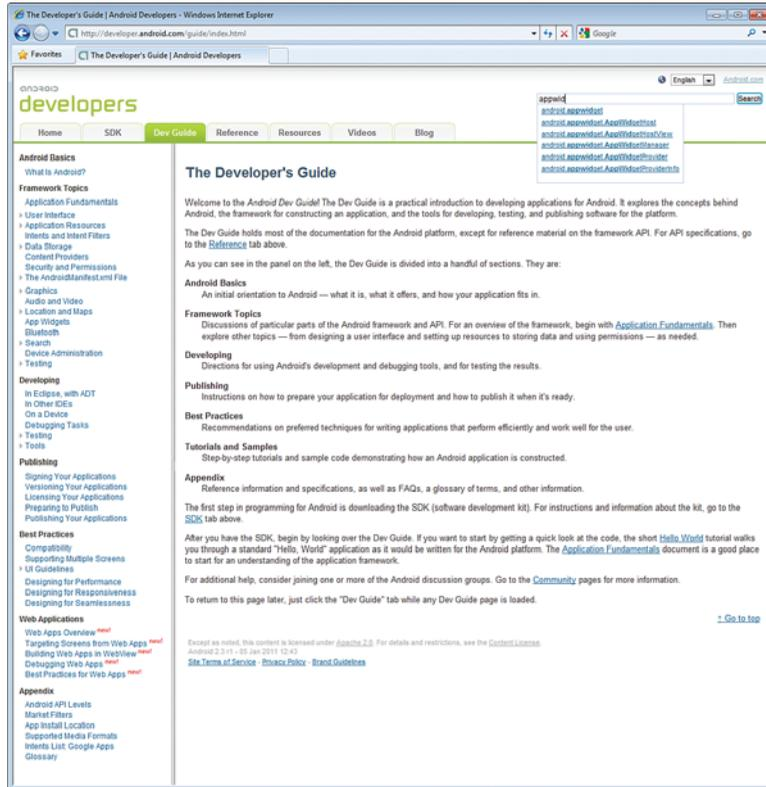 The Developer's Guide | Android Developers - Windows Internet Explorer
http://developer.android.com/guide/index.html
Google
Favorites
The Developer's Guide | Android Developers
English
Android.com
android
developers
appwid
Search
android.appwidget
android.appwidget.AppWidgetHost
android.appwidget.AppWidgetHostView
android.appwidget.AppWidgetManager
android.appwidget.AppWidgetProvider
android.appwidget.AppWidgetProviderInfo
Home SDK Dev Guide Reference Resources Videos Blog
Android Basics
What Is Android?
Framework Topics
Application Fundamentals
User Interface
Application Resources
Intents and Intent Filters
Data Storage
Content Providers
Security and Permissions
The AndroidManifest.xml File
Graphics
Audio and Video
Location and Maps
App Widgets
Bluetooth
Search
Device Administration
Testing
Developing
In Eclipse, with ADT
In Other IDEs
On a Device
Debugging Tasks
Testing
Tools
Publishing
Signing Your Applications
Versioning Your Applications
Licensing Your Applications
Preparing to Publish
Publishing Your Applications
Best Practices
Compatibility
Supporting Multiple Screens
UI Guidelines
Designing for Performance
Designing for Responsiveness
Designing for Seamlessness
Web Applications
Web Apps Overview new!
Targeting Screens from Web Apps new!
Building Web Apps in WebView new!
Debugging Web Apps new!
Best Practices for Web Apps new!
Appendix
Android API Levels
Market Filters
App Install Location
Supported Media Formats
Intents List: Google Apps
Glossary
The Developer's Guide
Welcome to the Android Dev Guide! The Dev Guide is a practical introduction to developing applications for Android. It explores the concepts behind
Android, the framework for constructing an application, and the tools for developing, testing, and publishing software for the platform.
The Dev Guide holds most of the documentation for the Android platform, except for reference material on the framework API. For API specifications, go
to the Reference tab above.
As you can see in the panel on the left, the Dev Guide is divided into a handful of sections. They are:
Android Basics
An initial orientation to Android — what it is, what it offers, and how your application fits in.
Framework Topics
Discussions of particular parts of the Android framework and API. For an overview of the framework, begin with Application Fundamentals. Then
explore other topics — from designing a user interface and setting up resources to storing data and using permissions — as needed.
Developing
Directions for using Android's development and debugging tools, and for testing the results.
Publishing
Instructions on how to prepare your application for deployment and how to publish it when it's ready.
Best Practices
Recommendations on preferred techniques for writing applications that perform efficiently and work well for the user.
Tutorials and Samples
Step-by-step tutorials and sample code demonstrating how an Android application is constructed.
Appendix
Reference information and specifications, as well as FAQs, a glossary of terms, and other information.
The first step in programming for Android is downloading the SDK (software development kit). For instructions and information about the kit, go to the
SDK tab above.
After you have the SDK, begin by looking over the Dev Guide. If you want to start by getting a quick look at the code, the short Hello World tutorial walks
you through a standard "Hello, World" application as it would be written for the Android platform. The Application Fundamentals document is a good place
to start for an understanding of the application framework.
For additional help, consider joining one or more of the Android discussion groups. Go to the Community pages for more information.
To return to this page later, just click the "Dev Guide" tab while any Dev Guide page is loaded.
↑ Go to top
Except as noted, this content is licensed under Apache 2.0. For details and restrictions, see the Content License.
Android 2.3 r1 - 05 Jan 2011 12:43
Site Terms of Service - Privacy Policy - Brand Guidelines